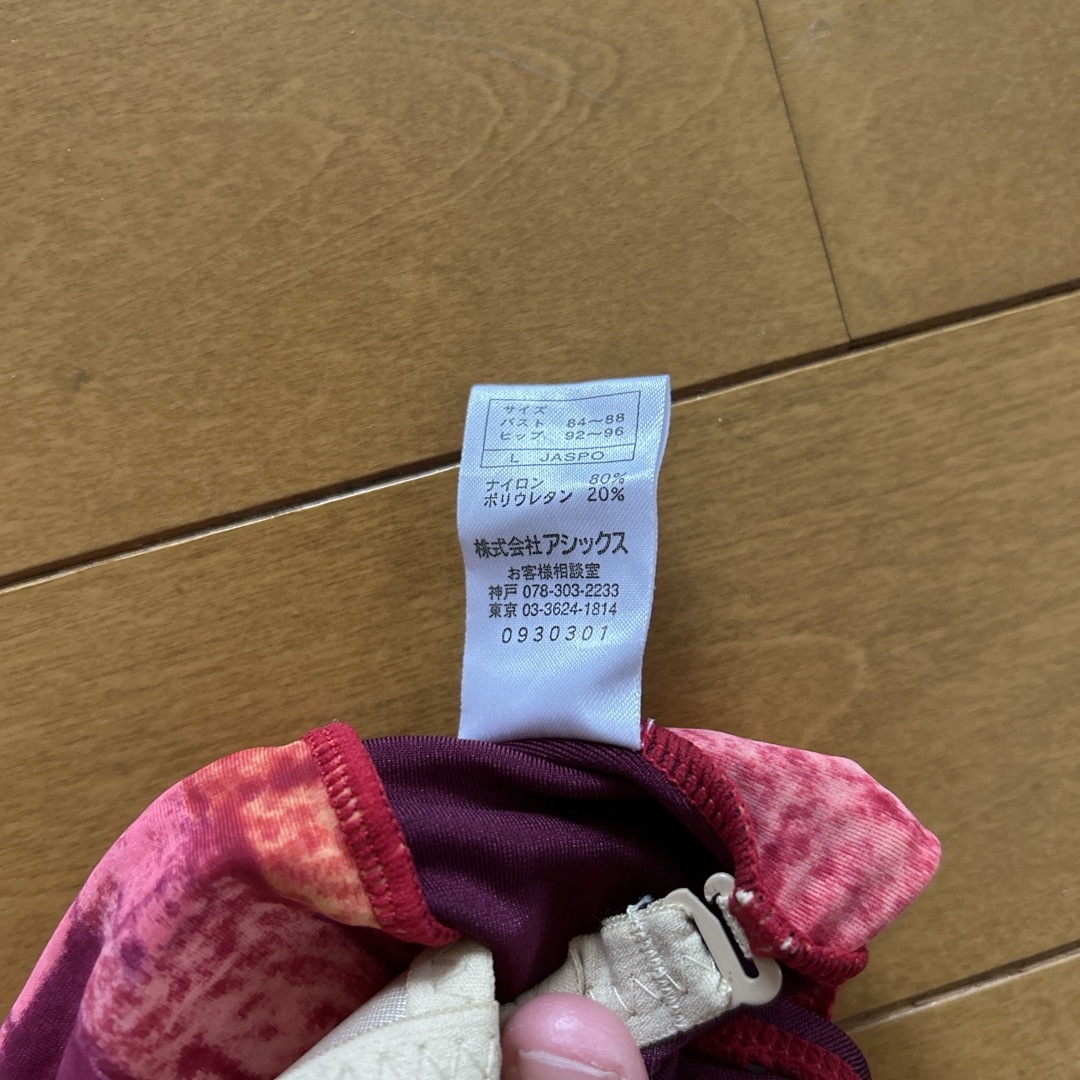 サイズ
バスト 84～88
ヒップ 92～96
L JASPO
ナイロン 80%
ポリウレタン 20%
株式会社アシックス
お客様相談室
神戸 078-303-2233
東京 03-3624-1814
0930301